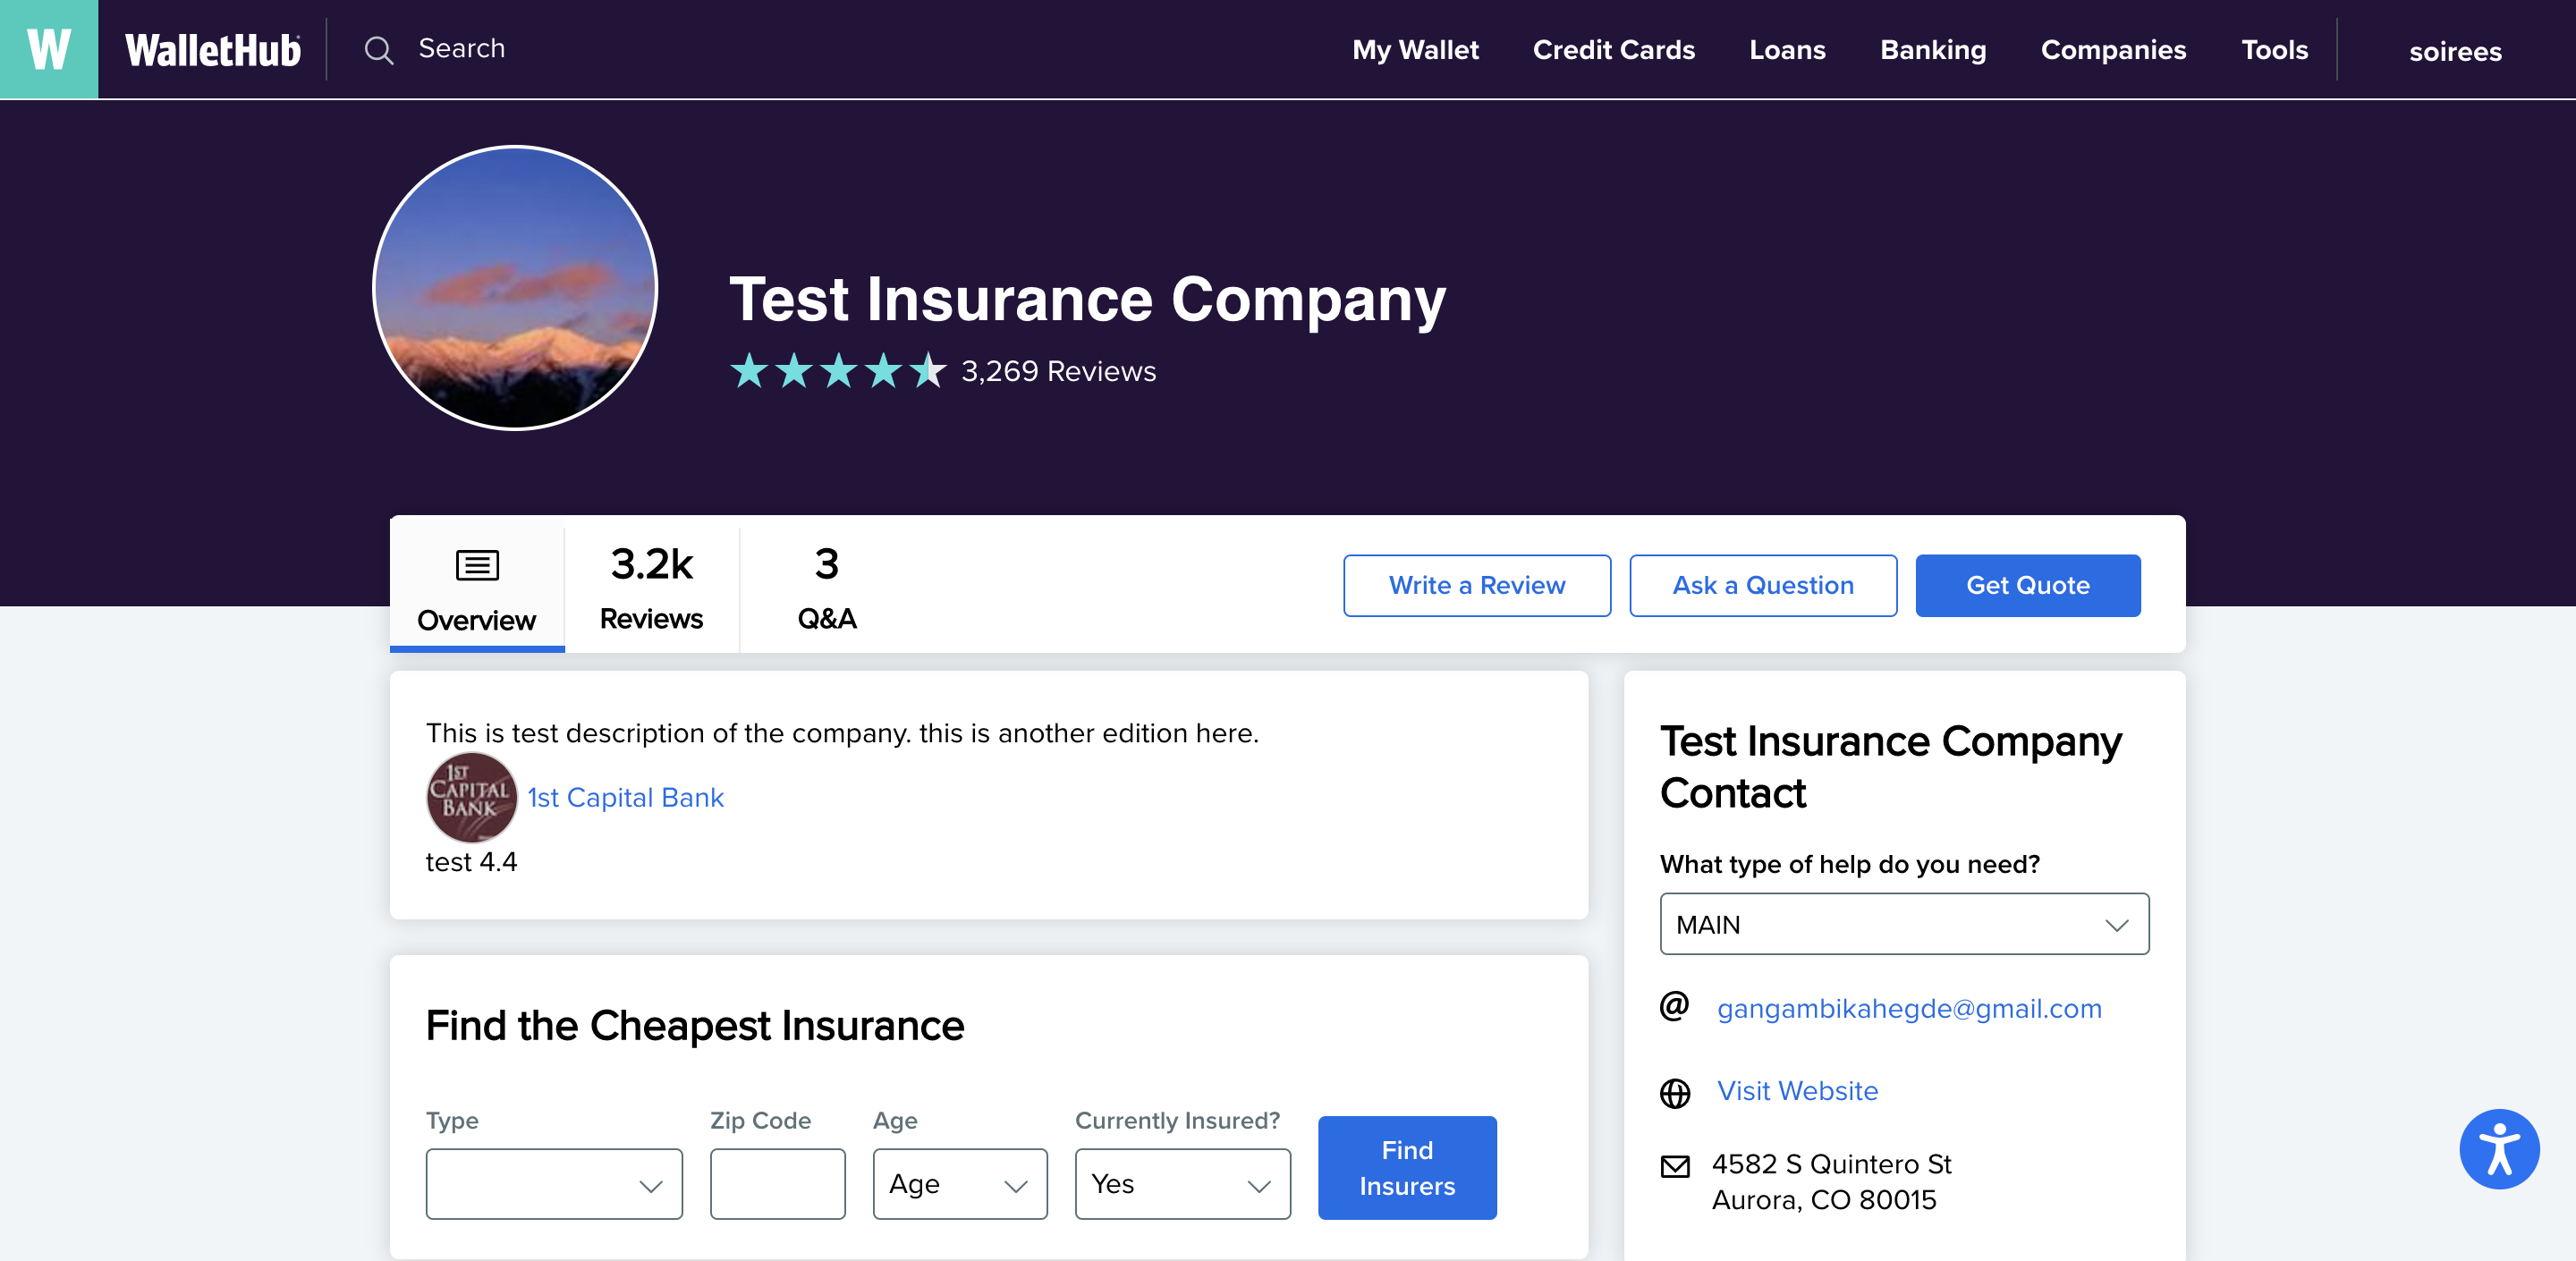 W WalletHub Search My Wallet Credit Cards Loans Banking Companies Tools soirees
Test Insurance Company
3,269 Reviews
Overview
3.2k
Reviews
3
Q&A
Write a Review
Ask a Question
Get Quote
This is test description of the company. this is another edition here.
1ST
CAPITAL
BANK
1st Capital Bank
test 4.4
Find the Cheapest Insurance
Type
Zip Code
Age
Age
Currently Insured?
Yes
Find
Insurers
Test Insurance Company
Contact
What type of help do you need?
MAIN
gangambikahegde@gmail.com
Visit Website
4582 S Quintero St
Aurora, CO 80015